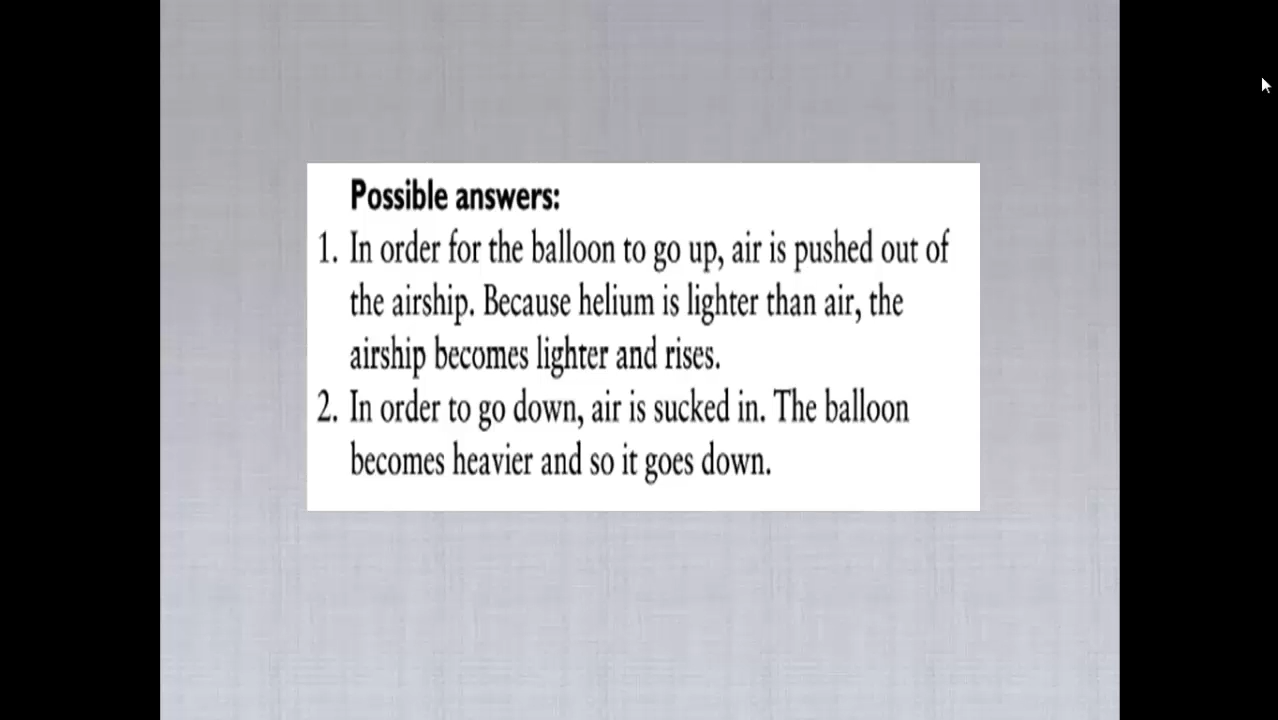 Possible answers:
1. In order for the balloon to go up, air is pushed out of
the airship. Because helium is lighter than air, the
airship becomes lighter and rises.
2. In order to go down, air is sucked in. The balloon
becomes heavier and so it goes down.